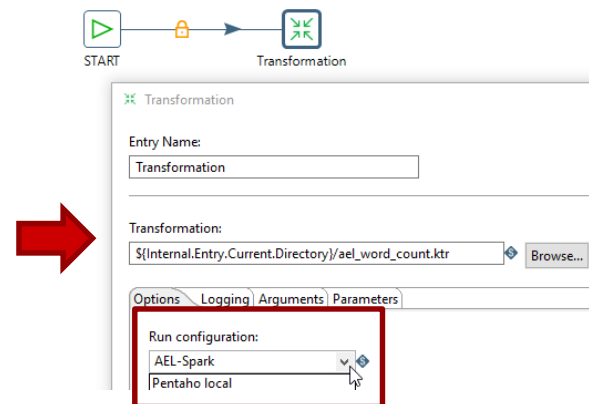 START
Transformation
Transformation
Entry Name:
Transformation
Transformation:
${Internal.Entry.Current.Directory}/ael_word_count.ktr
S
Browse...
Options Logging Arguments Parameters
Run configuration:
AEL-Spark
S
Pentaho local